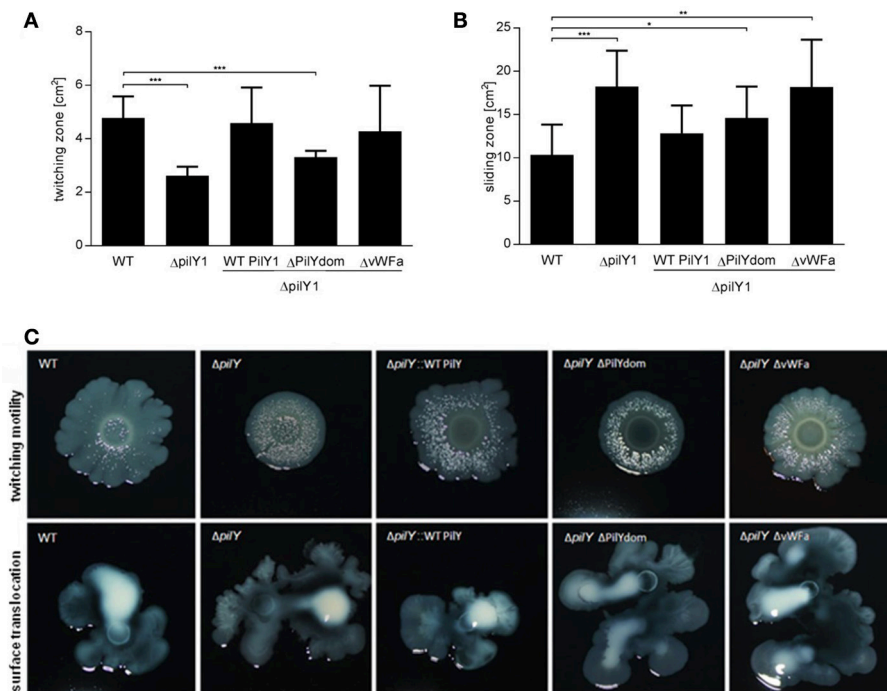 A
twitching zone [cm²]
8
6
4
2
0
***
***
WT
ΔpilY1
WT PilY1
ΔPilYdom
ΔvWFa
ΔpilY1
B
sliding zone [cm²]
25
20
15
10
5
0
**
*
***
WT
ΔpilY1
WT PilY1
ΔPilYdom
ΔvWFa
ΔpilY1
C
twitching motility
WT
ΔpilY
ΔpilY::WT PilY
ΔpilY ΔPilYdom
ΔpilY ΔvWFa
surface translocation
WT
ΔpilY
ΔpilY::WT PilY
ΔpilY ΔPilYdom
ΔpilY ΔvWFa